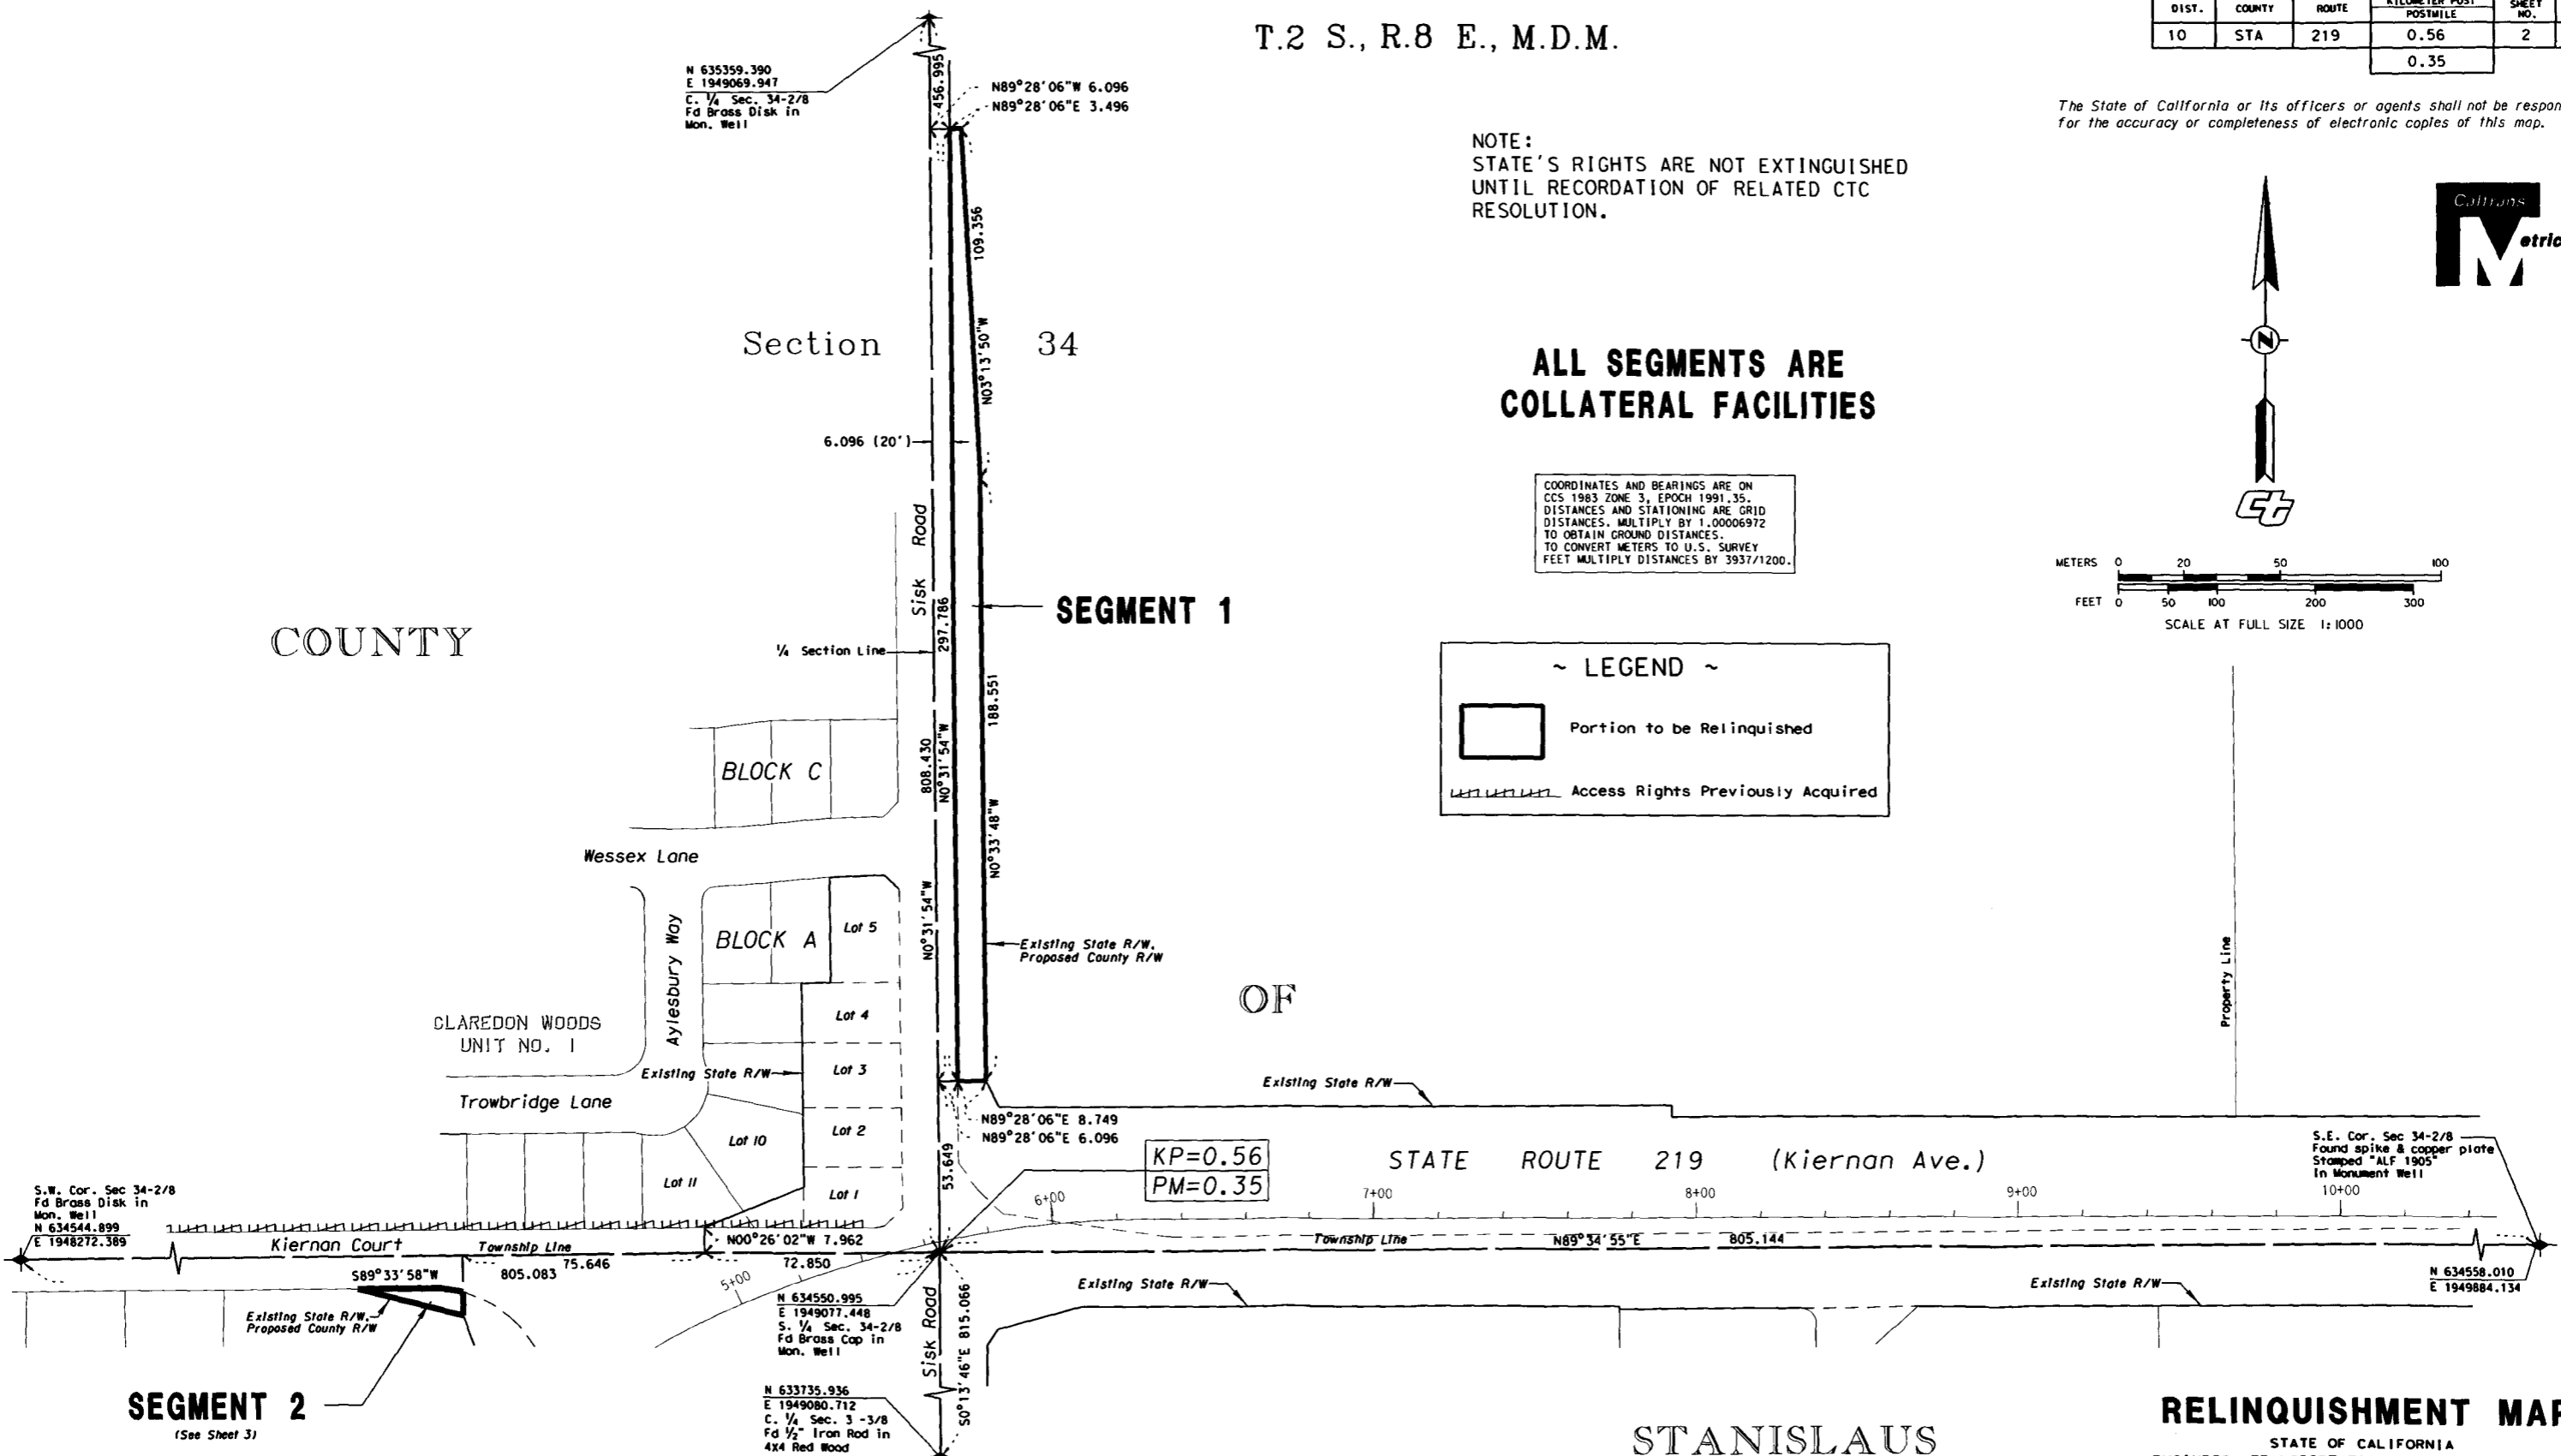 T.2 S., R.8 E., M.D.M.
DIST.
COUNTY
ROUTE
KILOMETER POST
POSTMILE
SHEET
NO.
10
STA
219
0.56
2
0.35
The State of California or its officers or agents shall not be
for the accuracy or completeness of electronic copies of this map.
N 635359.390
E 1949069.947
C. ¼ Sec. 34-2/8
Fd Brass Disk in
Mon. Well
456.995
N89°28'06"W 6.096
N89°28'06"E 3.496
NOTE:
STATE'S RIGHTS ARE NOT EXTINGUISHED
UNTIL RECORDATION OF RELATED CTC
RESOLUTION.
Caltrans
Metric
109.356
N03°13'50"W
Section 34
N
ALL SEGMENTS ARE
COLLATERAL FACILITIES
6.096 (20')
COORDINATES AND BEARINGS ARE ON
CCS 1983 ZONE 3, EPOCH 1991.35.
DISTANCES AND STATIONING ARE GRID
DISTANCES. MULTIPLY BY 1.00006972
TO OBTAIN GROUND DISTANCES.
TO CONVERT METERS TO U.S. SURVEY
FEET MULTIPLY DISTANCES BY 3937/1200.
ct
METERS 0 20 50 100
FEET 0 50 100 200 300
SCALE AT FULL SIZE 1:1000
Sisk Road
297.786
SEGMENT 1
COUNTY
¼ Section Line
~ LEGEND ~
Portion to be Relinquished
Access Rights Previously Acquired
188.551
808.430
N0°31'54"W
N0°33'48"W
BLOCK C
Wessex Lane
N0°31'54"W
Aylesbury Way
BLOCK A
Lot 5
Existing State R/W.
Proposed County R/W
Property Line
OF
CLAREDON WOODS
UNIT NO. 1
Lot 4
Existing State R/W
Lot 3
Existing State R/W
Trowbridge Lane
N89°28'06"E 8.749
N89°28'06"E 6.096
Lot 10
Lot 2
53.649
KP=0.56
PM=0.35
STATE ROUTE 219 (Kiernan Ave.)
S.E. Cor. Sec 34-2/8
Found spike & copper plate
Stamped "ALF 1905"
In Monument Well
Lot 11
Lot 1
6+00
7+00
8+00
9+00
10+00
S.W. Cor. Sec 34-2/8
Fd Brass Disk in
Mon. Well
N 634544.899
E 1948272.389
Kiernan Court
Township Line
N00°26'02"W 7.962
Township Line
N89°34'55"E
805.144
75.646
72.850
S89°33'58"W
805.083
5+00
Existing State R/W
Existing State R/W
N 634558.010
E 1949884.134
Existing State R/W.
Proposed County R/W
N 634550.995
E 1949077.448
S. ¼ Sec. 34-2/8
Fd Brass Cap in
Mon. Well
Sisk Road
S0°13'46"E 815.066
SEGMENT 2
(See Sheet 3)
N 633735.936
E 1949080.712
C. ¼ Sec. 3 -3/8
Fd ½" Iron Rod in
4X4 Red Wood
STANISLAUS
RELINQUISHMENT MAP
STATE OF CALIFORNIA